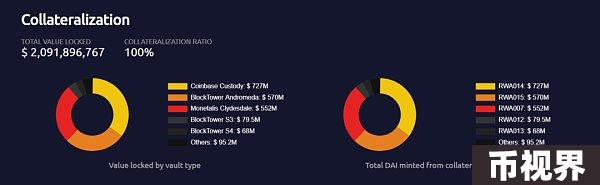 Collateralization
TOTAL VALUE LOCKED
$ 2,091,896,767
COLLATERALIZATION RATIO
100%
Coinbase Custody: $ 727M
BlockTower Andromeda: $ 570M
Monetalis Clydesdale: $ 552M
BlockTower S3: $ 79.5M
BlockTower S4: $ 68M
Others: $ 95.2M
Value locked by vault type
RWA014: $ 727M
RWA015: $ 570M
RWA007: $ 552M
RWA012: $ 79.5M
RWA013: $ 68M
Others: $ 95.2M
Total DAI minted from collater
币视界